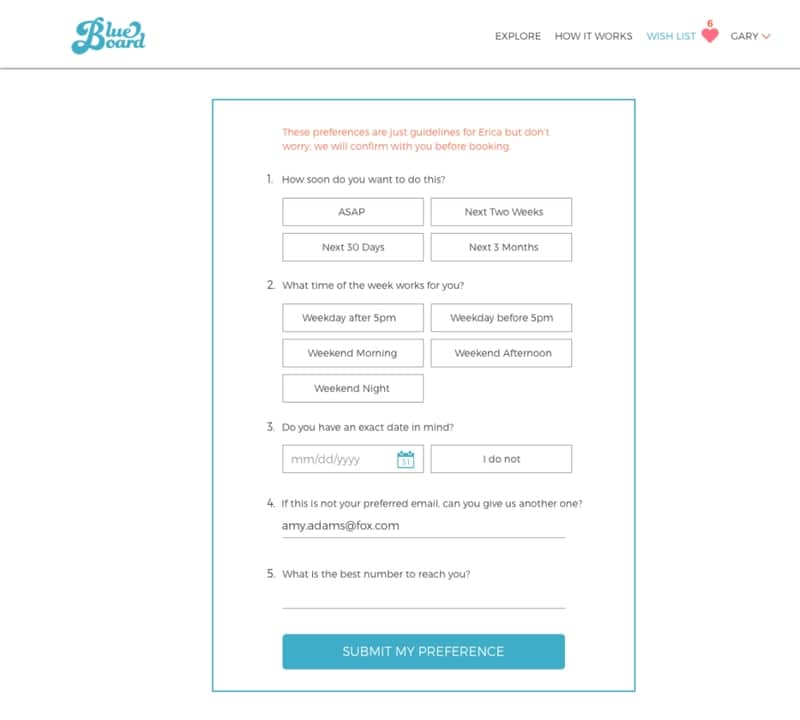 Blue
Board
EXPLORE HOW IT WORKS WISH LIST 6 GARY
These preferences are just guidelines for Erica but don't
worry, we will confirm with you before booking.
1. How soon do you want to do this?
ASAP Next Two Weeks
Next 30 Days Next 3 Months
2. What time of the week works for you?
Weekday after 5pm Weekday before 5pm
Weekend Morning Weekend Afternoon
Weekend Night
3. Do you have an exact date in mind?
mm/dd/yyyy 31 I do not
4. If this is not your preferred email, can you give us another one?
amy.adams@fox.com
5. What is the best number to reach you?
SUBMIT MY PREFERENCE